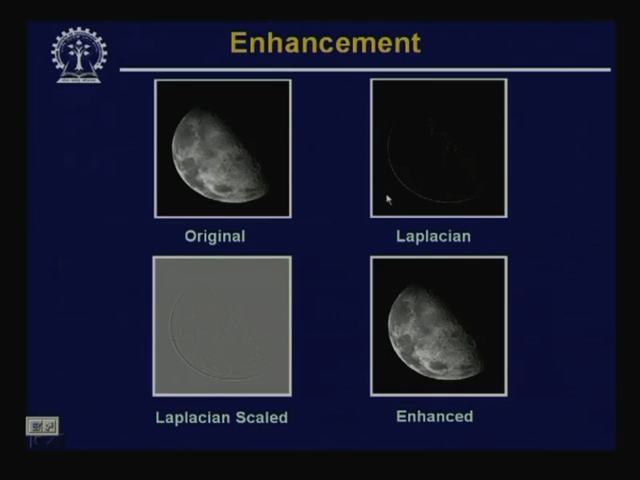 Enhancement
Original
Laplacian
Laplacian Scaled
Enhanced